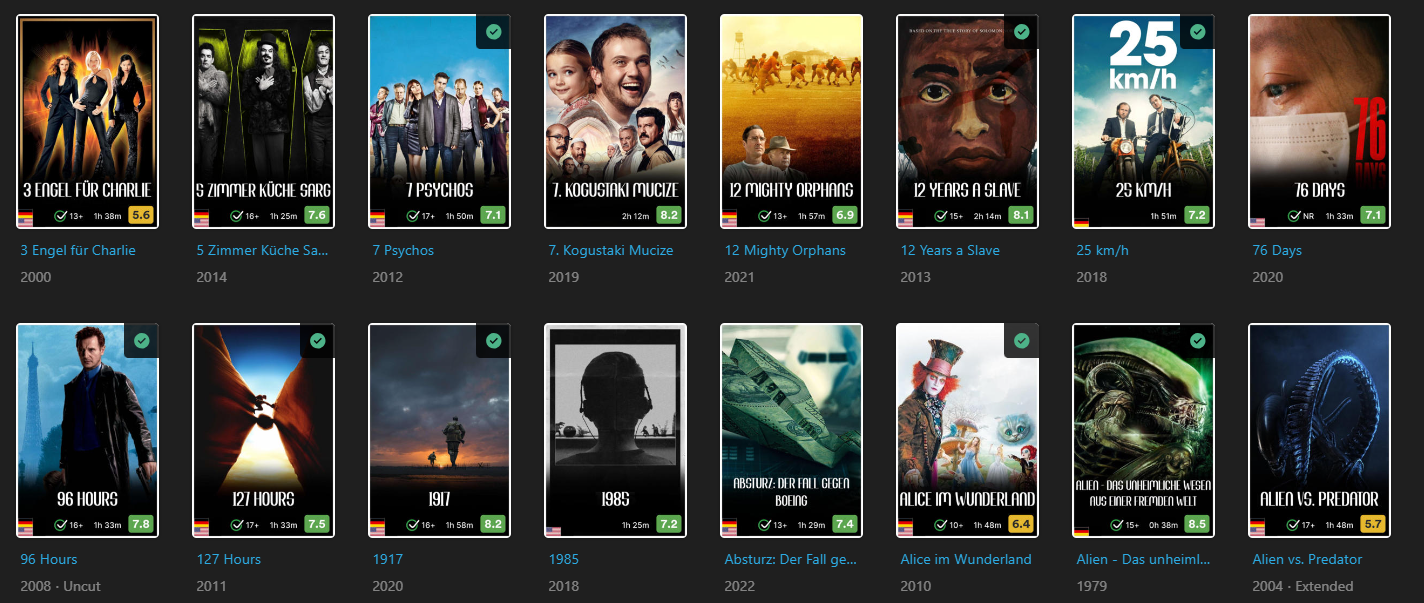 3 ENGEL FÜR CHARLIE
13+ 1h 38m 5.6
3 Engel für Charlie
2000
5 ZIMMER KÜCHE SARG
16+ 1h 25m 7.6
5 Zimmer Küche Sa...
2014
7 PSYCHOS
17+ 1h 50m 7.1
7 Psychos
2012
7. KOGUSTAKI MUCIZE
2h 12m 8.2
7. Kogustaki Mucize
2019
12 MIGHTY ORPHANS
13+ 1h 57m 6.9
12 Mighty Orphans
2021
BASED ON THE TRUE STORY OF SOLOMON
12 YEARS A SLAVE
15+ 2h 14m 8.1
12 Years a Slave
2013
25
km/h
25 KM/H
1h 51m 7.2
25 km/h
2018
76
DAYS
76 DAYS
NR 1h 33m 7.1
76 Days
2020
96 HOURS
16+ 1h 33m 7.8
96 Hours
2008 · Uncut
127 HOURS
17+ 1h 33m 7.5
127 Hours
2011
1917
16+ 1h 58m 8.2
1917
2020
1985
1h 25m 7.2
1985
2018
ABSTURZ: DER FALL GEGEN
BOEING
13+ 1h 29m 7.4
Absturz: Der Fall ge...
2022
ALICE IM WUNDERLAND
10+ 1h 48m 6.4
Alice im Wunderland
2010
ALIEN - DAS UNHEIMLICHE WESEN
AUS EINER FREMDEN WELT
15+ 0h 38m 8.5
Alien - Das unheiml...
1979
ALIEN VS. PREDATOR
17+ 1h 48m 5.7
Alien vs. Predator
2004 · Extended